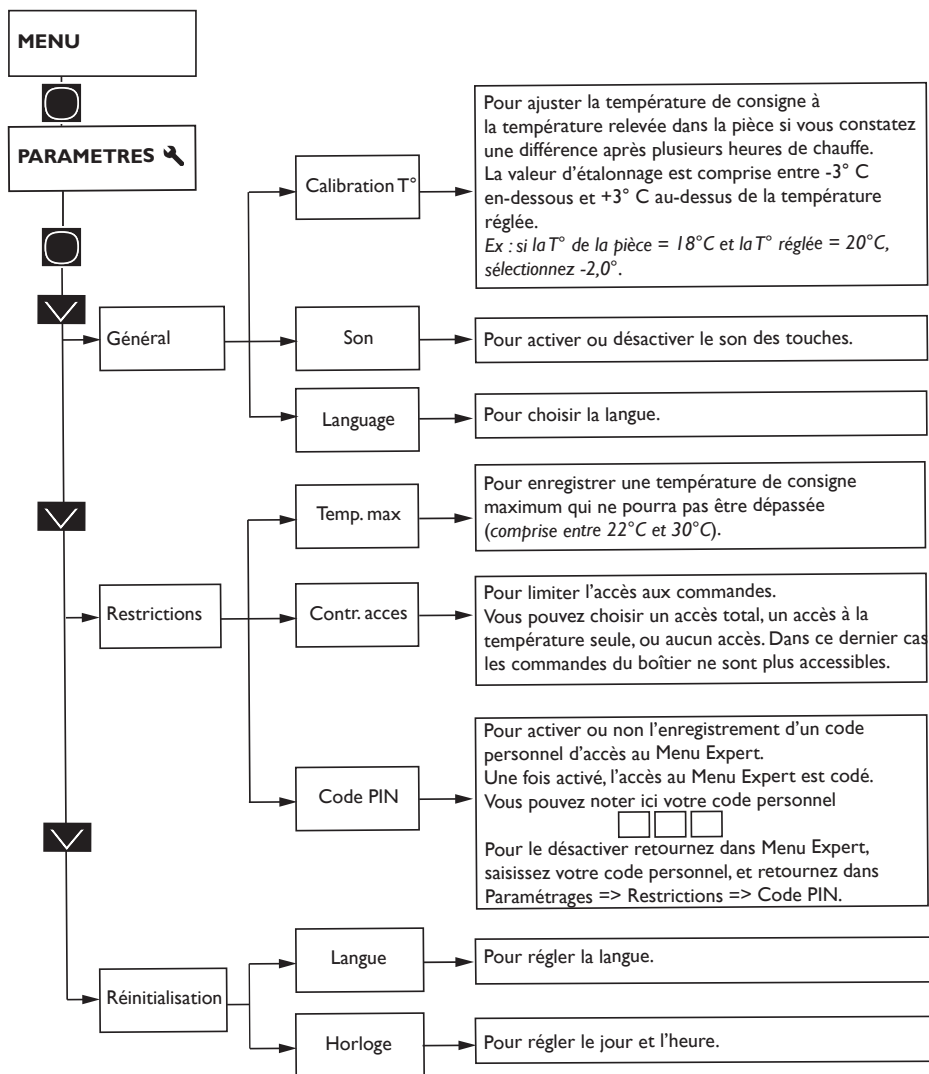 MENU
PARAMETRES
Général
Calibration T°
Pour ajuster la température de consigne à
la température relevée dans la pièce si vous constatez
une différence après plusieurs heures de chauffe.
La valeur d’étalonnage est comprise entre -3° C
en-dessous et +3° C au-dessus de la température
réglée.
Ex : si la T° de la pièce = 18°C et la T° réglée = 20°C,
sélectionnez -2,0°.
Son
Pour activer ou désactiver le son des touches.
Language
Pour choisir la langue.
Restrictions
Temp. max
Pour enregistrer une température de consigne
maximum qui ne pourra pas être dépassée
(comprise entre 22°C et 30°C).
Contr. acces
Pour limiter l’accès aux commandes.
Vous pouvez choisir un accès total, un accès à la
température seule, ou aucun accès. Dans ce dernier cas
les commandes du boîtier ne sont plus accessibles.
Code PIN
Pour activer ou non l’enregistrement d’un code
personnel d’accès au Menu Expert.
Une fois activé, l’accès au Menu Expert est codé.
Vous pouvez noter ici votre code personnel
Pour le désactiver retournez dans Menu Expert,
saisissez votre code personnel, et retournez dans
Paramétrages => Restrictions => Code PIN.
Réinitialisation
Langue
Pour régler la langue.
Horloge
Pour régler le jour et l’heure.